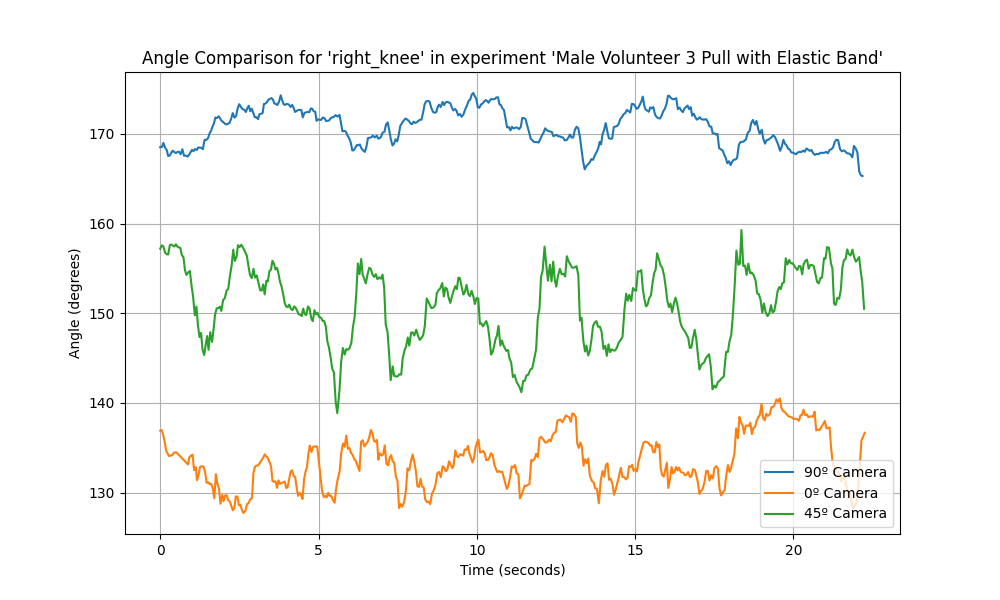 Angle Comparison for 'right_knee' in experiment 'Male Volunteer 3 Pull with Elastic Band'
Angle (degrees)
170
160
150
140
130
0
5
10
15
20
Time (seconds)
90º Camera
0º Camera
45º Camera